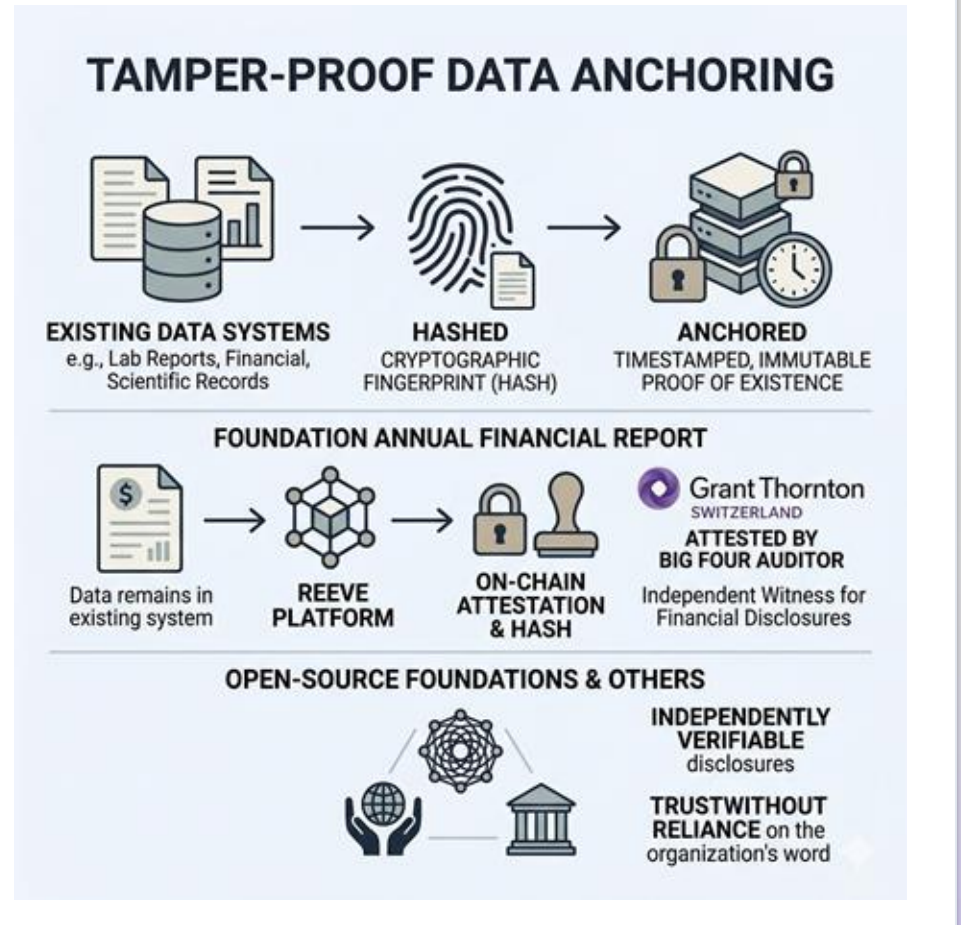 TAMPER-PROOF DATA ANCHORING
EXISTING DATA SYSTEMS
e.g., Lab Reports, Financial,
Scientific Records
HASHED
CRYPTOGRAPHIC
FINGERPRINT (HASH)
ANCHORED
TIMESTAMPED, IMMUTABLE
PROOF OF EXISTENCE
FOUNDATION ANNUAL FINANCIAL REPORT
$
Data remains in
existing system
REEVE
PLATFORM
ON-CHAIN
ATTESTATION
& HASH
Grant Thornton
SWITZERLAND
ATTESTED BY
BIG FOUR AUDITOR
Independent Witness for
Financial Disclosures
OPEN-SOURCE FOUNDATIONS & OTHERS
INDEPENDENTLY
VERIFIABLE
disclosures
TRUSTWITHOUT
RELIANCE on the
organization's word